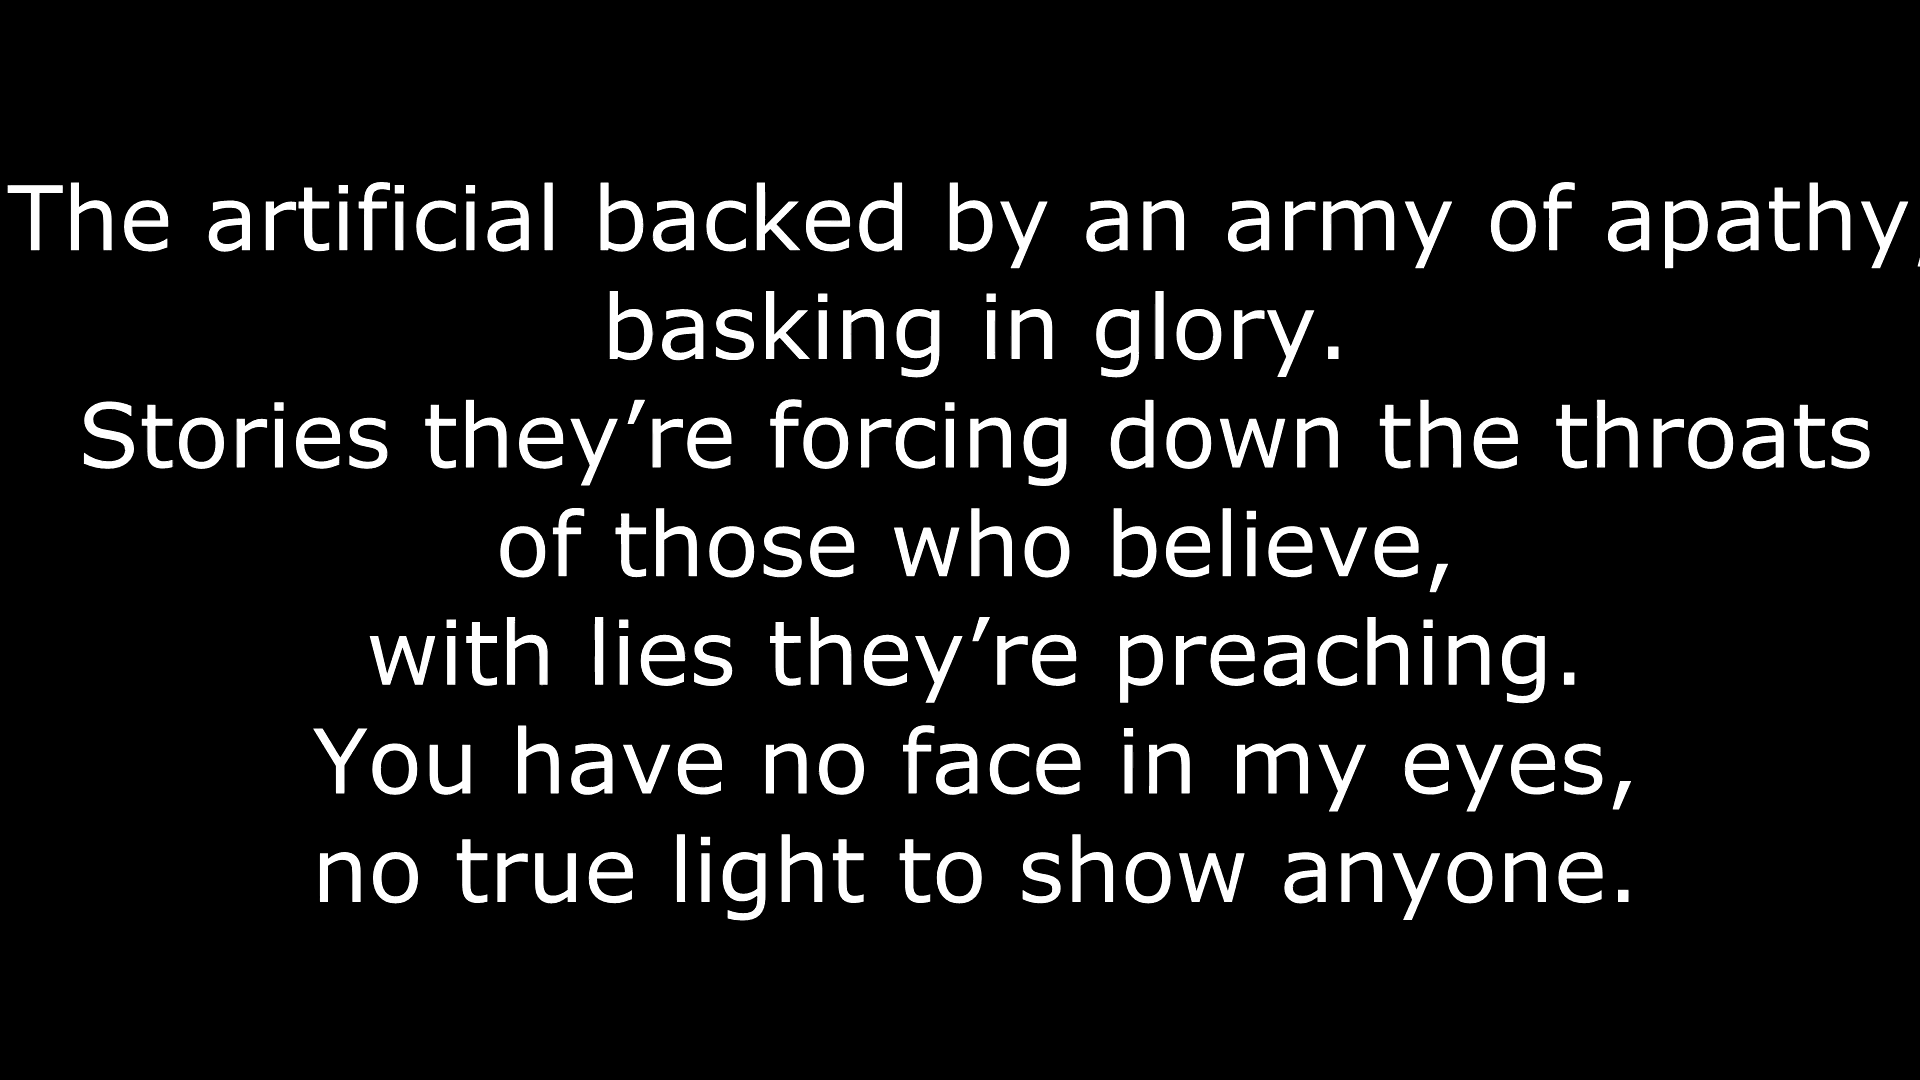 The artificial backed by an army of apathy,
basking in glory.
Stories they’re forcing down the throats
of those who believe,
with lies they’re preaching.
You have no face in my eyes,
no true light to show anyone.